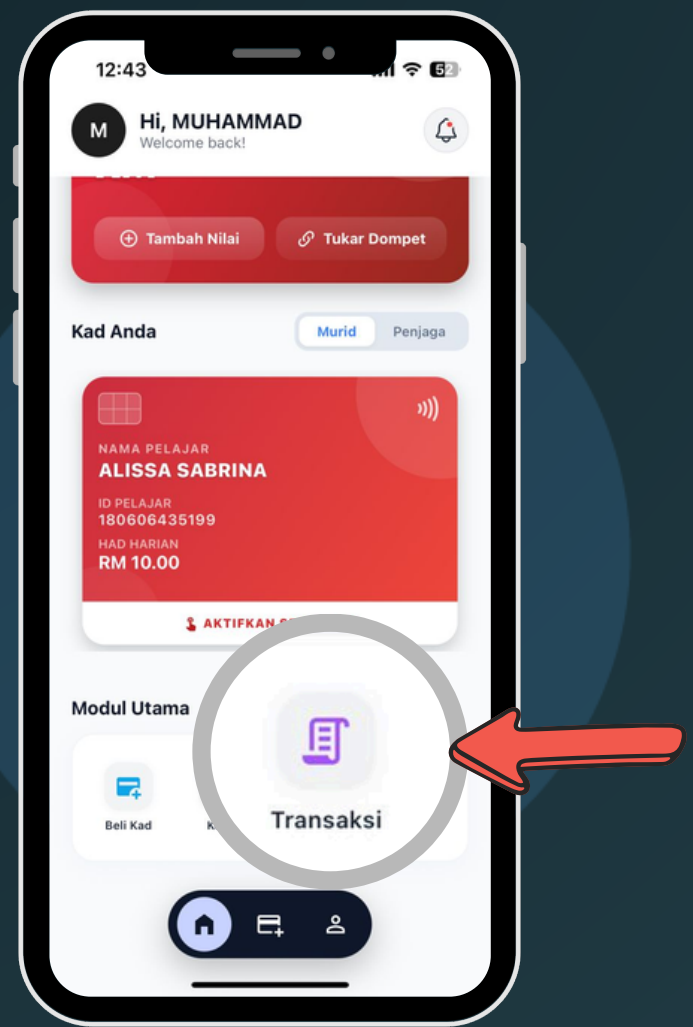 12:43
52
M
Hi, MUHAMMAD
Welcome back!
Tambah Nilai
Tukar Dompet
Kad Anda
Murid
Penjaga
NAMA PELAJAR
ALISSA SABRINA
ID PELAJAR
180606435199
HAD HARIAN
RM 10.00
AKTIFKAN
Modul Utama
Beli Kad
Transaksi